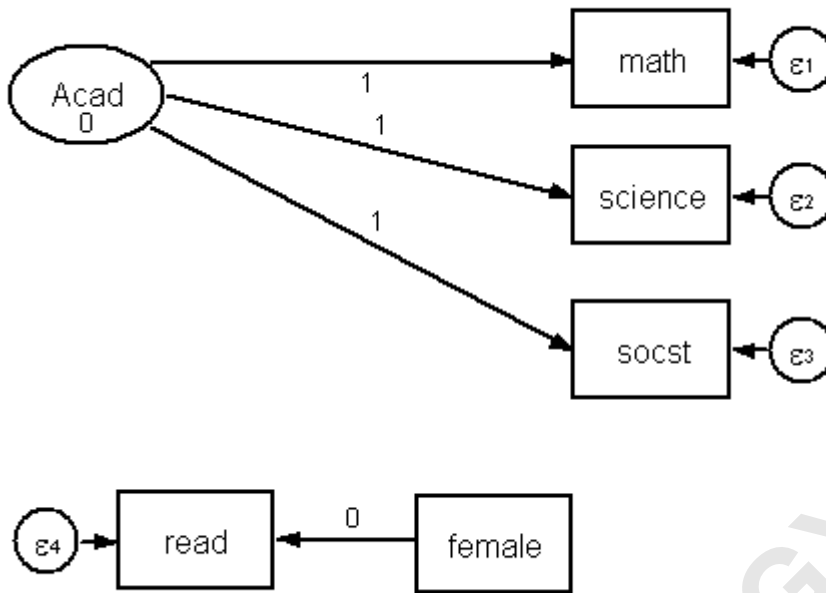 Acad
0
1
1
1
math
ε1
science
ε2
socst
ε3
ε4
read
0
female